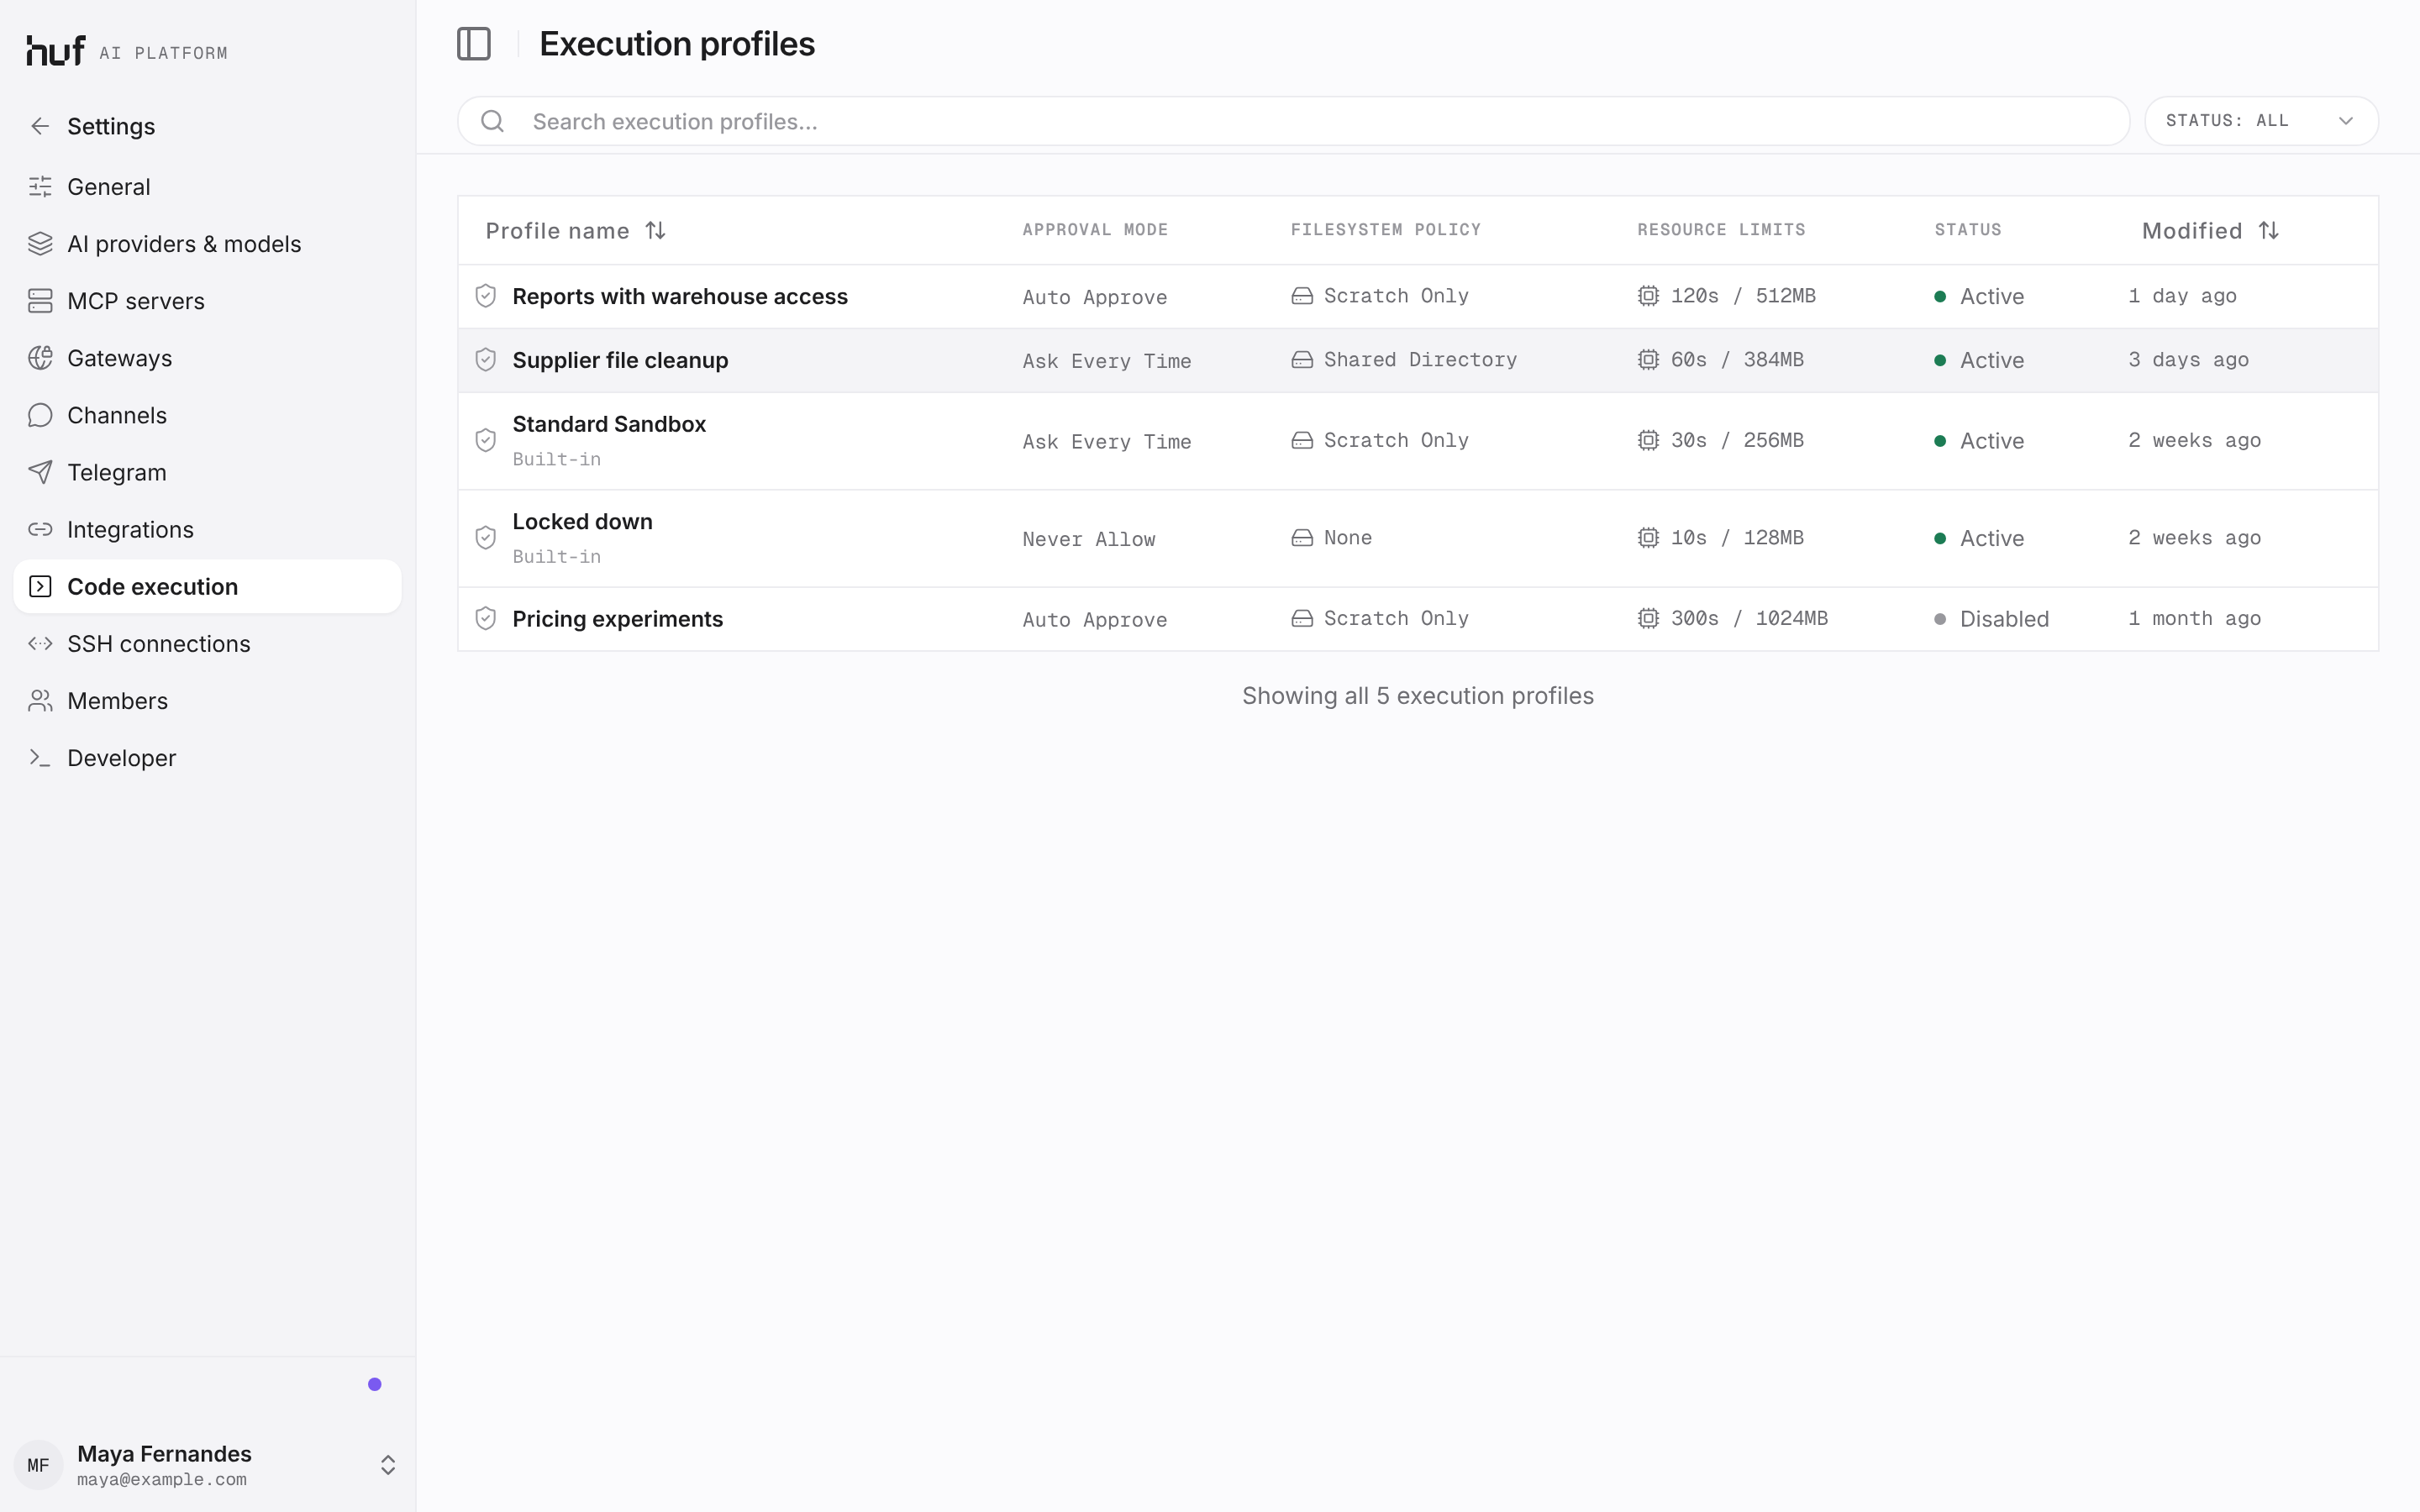 huf AI PLATFORM
Settings
General
AI providers & models
MCP servers
Gateways
Channels
Telegram
Integrations
Code execution
SSH connections
Members
Developer
MF
Maya Fernandes
maya@example.com
Execution profiles
Search execution profiles...
STATUS: ALL
Profile name APPROVAL MODE FILESYSTEM POLICY RESOURCE LIMITS STATUS Modified
Reports with warehouse access Auto Approve Scratch Only 120s / 512MB Active 1 day ago
Supplier file cleanup Ask Every Time Shared Directory 60s / 384MB Active 3 days ago
Standard Sandbox Ask Every Time Scratch Only 30s / 256MB Active 2 weeks ago
Built-in
Locked down Never Allow None 10s / 128MB Active 2 weeks ago
Built-in
Pricing experiments Auto Approve Scratch Only 300s / 1024MB Disabled 1 month ago
Showing all 5 execution profiles